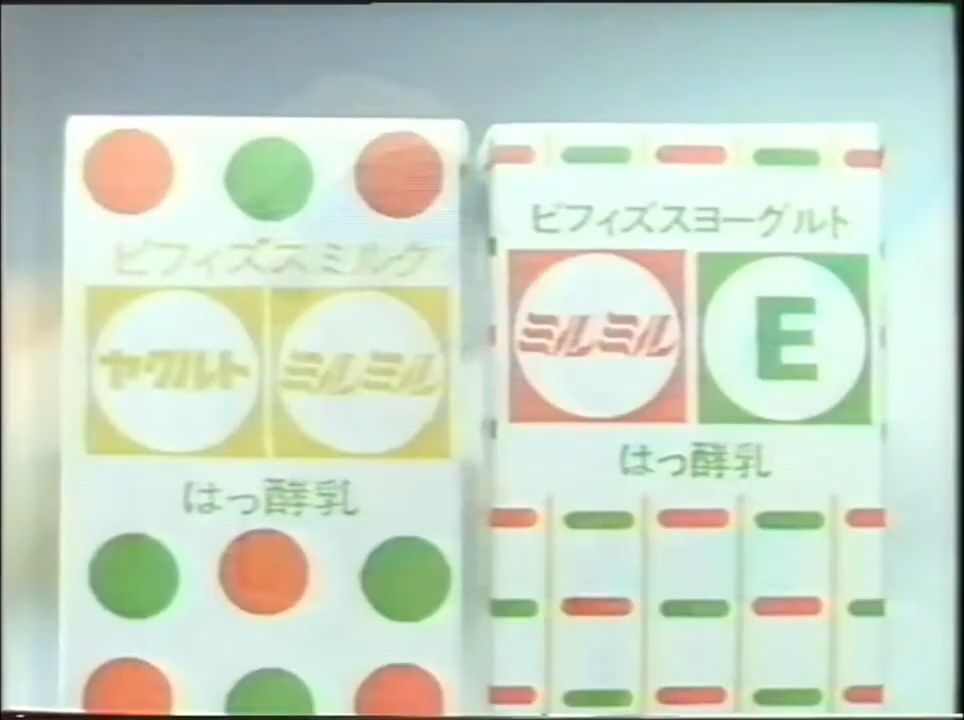 ビフィズスミルク
ヤクルト
ミルミル
はっ酵乳
ビフィズスヨーグルト
ミルミル
E
はっ酵乳